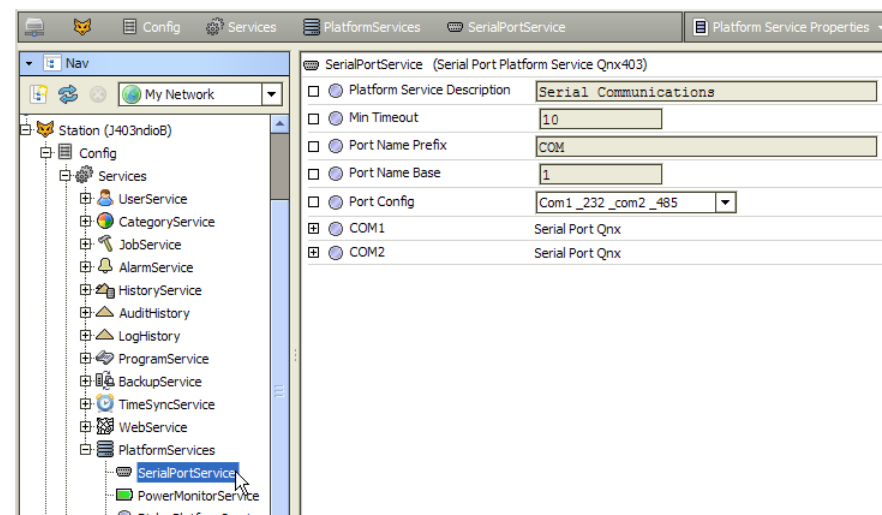 Config Services PlatformServices SerialPortService Platform Service Properties
Nav
My Network
Station (J403ndioB)
Config
Services
UserService
CategoryService
JobService
AlarmService
HistoryService
AuditHistory
LogHistory
ProgramService
BackupService
TimeSyncService
WebService
PlatformServices
SerialPortService
PowerMonitorService
SerialPortService (Serial Port Platform Service Qnx403)
Platform Service Description Serial Communications
Min Timeout 10
Port Name Prefix COM
Port Name Base 1
Port Config Com1 _232 _com2 _485
COM1 Serial Port Qnx
COM2 Serial Port Qnx